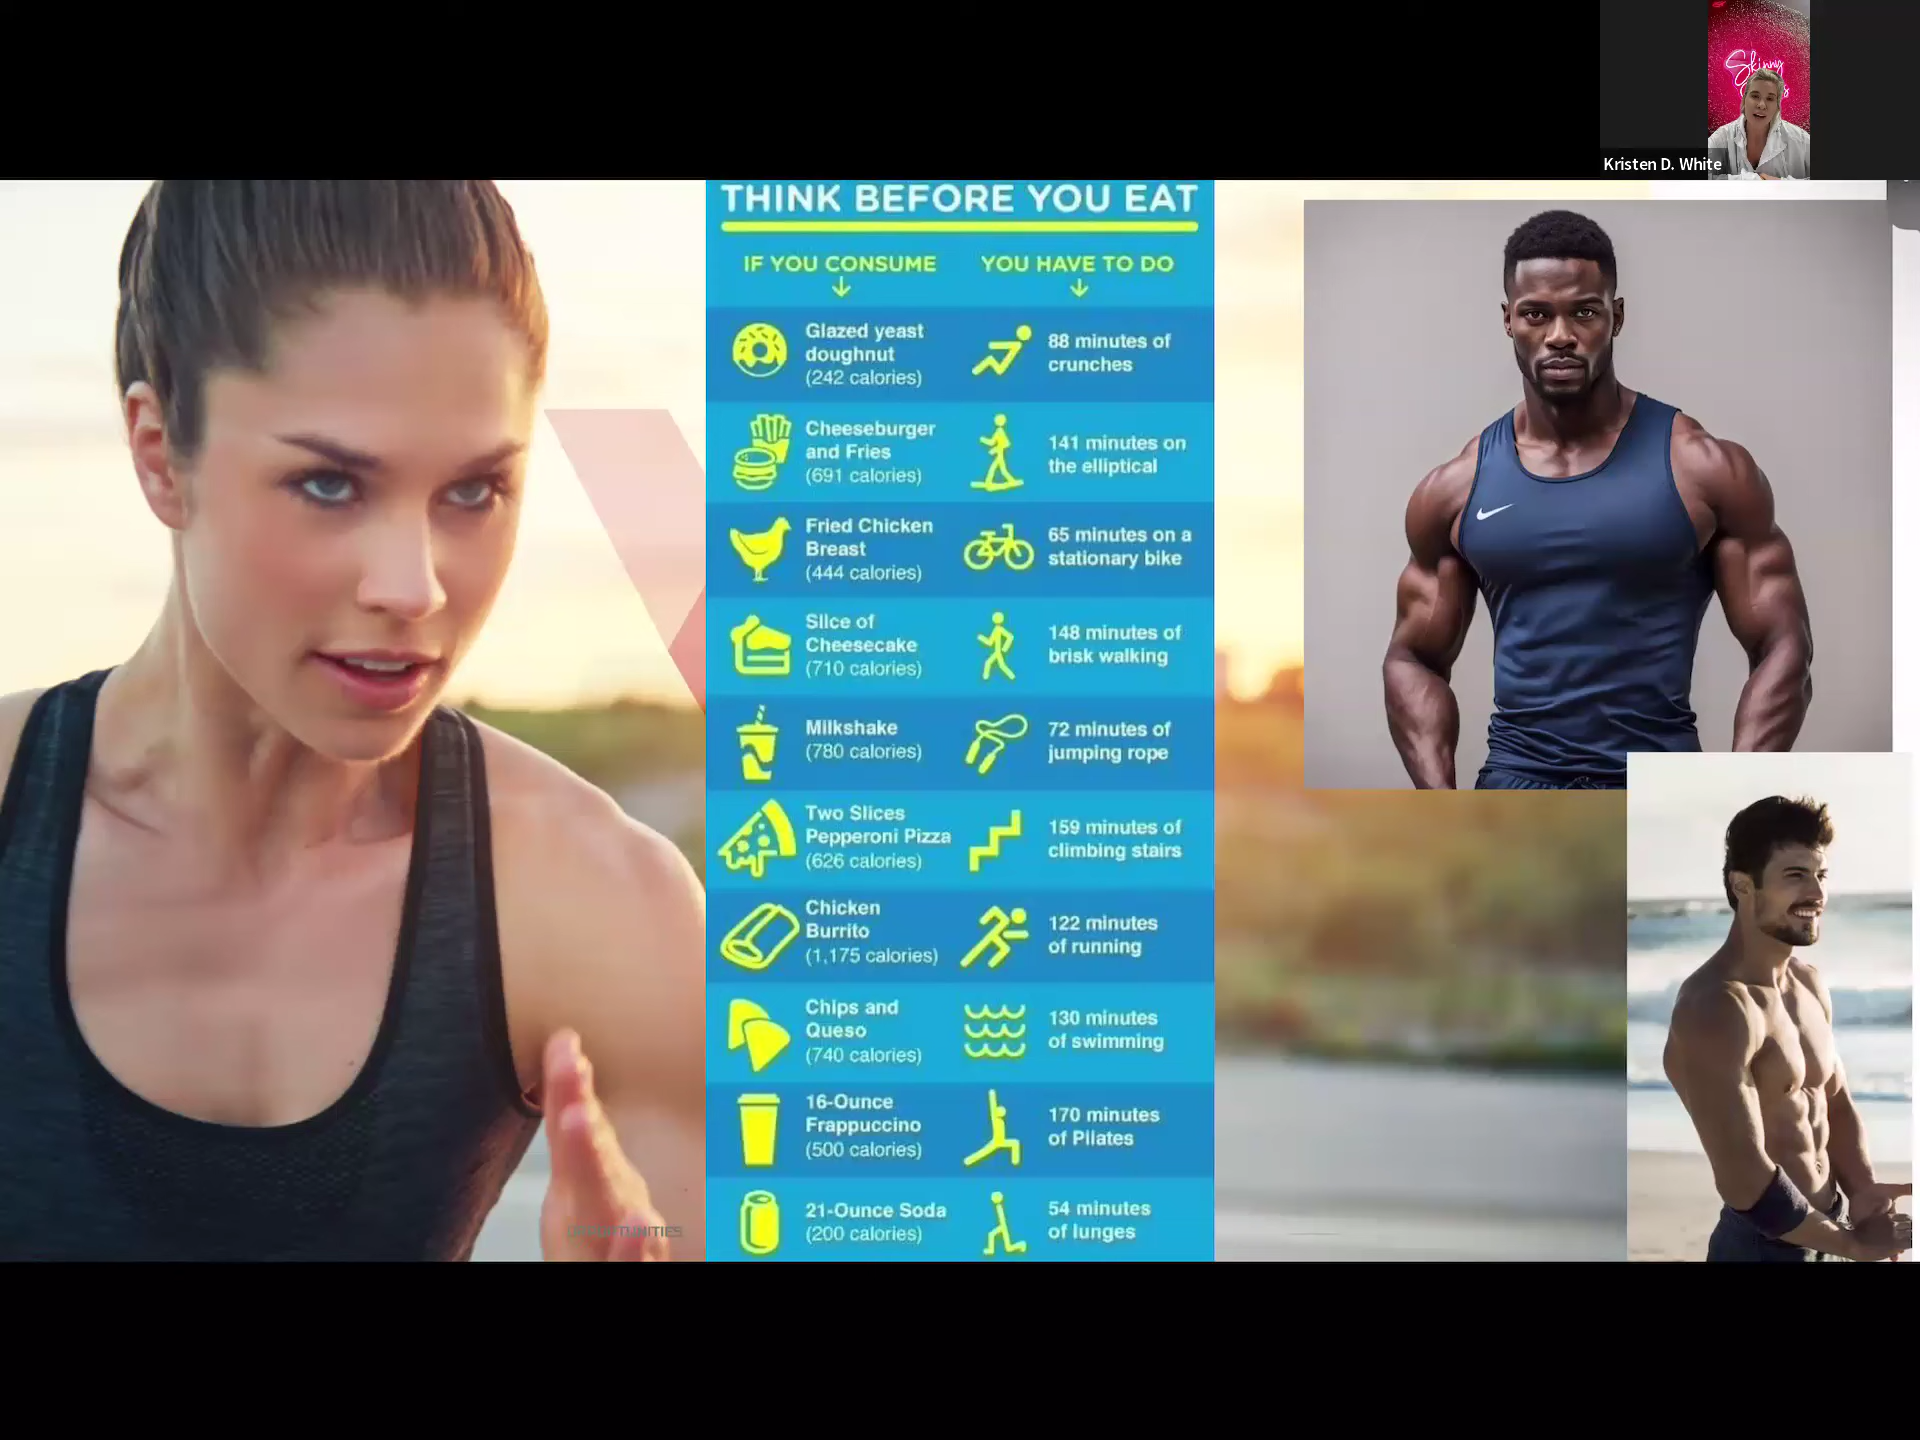 Skinny
Kristen D. White
THINK BEFORE YOU EAT
IF YOU CONSUME
YOU HAVE TO DO
Glazed yeast
doughnut
(242 calories)
88 minutes of
crunches
Cheeseburger
and Fries
(691 calories)
141 minutes on
the elliptical
Fried Chicken
Breast
(444 calories)
65 minutes on a
stationary bike
Slice of
Cheesecake
(710 calories)
148 minutes of
brisk walking
Milkshake
(780 calories)
72 minutes of
jumping rope
Two Slices
Pepperoni Pizza
(626 calories)
159 minutes of
climbing stairs
Chicken
Burrito
(1,175 calories)
122 minutes
of running
Chips and
Queso
(740 calories)
130 minutes
of swimming
16-Ounce
Frappuccino
(500 calories)
170 minutes
of Pilates
21-Ounce Soda
(200 calories)
54 minutes
of lunges